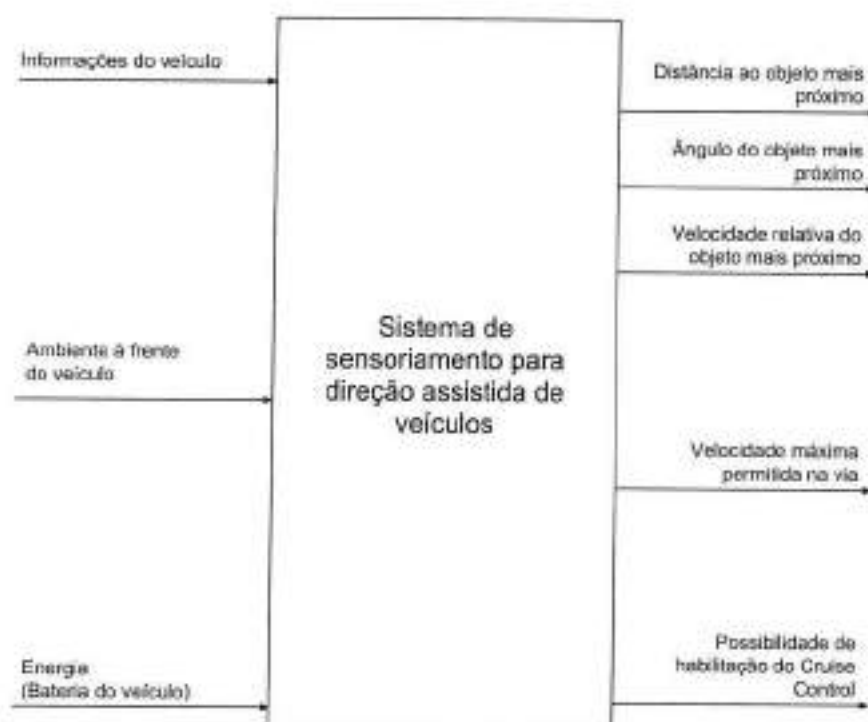 Informações do veículo
Ambiente à frente
do veículo
Energia
(Bateria do veículo)
Sistema de
sensoriamento para
direção assistida de
veículos
Distância ao objeto mais
próximo
Ângulo do objeto mais
próximo
Velocidade relativa do
objeto mais próximo
Velocidade máxima
permitida na via
Possibilidade de
habilitação do Cruise
Control